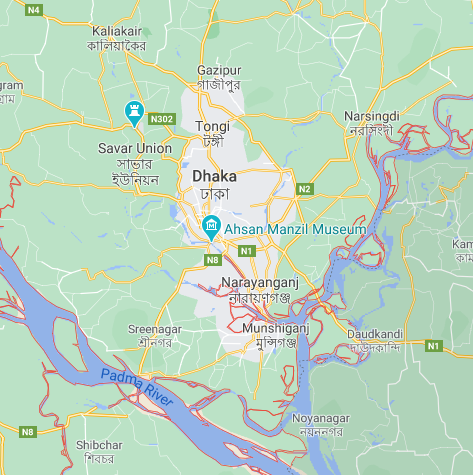 N4
Kaliakair
কালিয়াকৈর
Gazipur
গাজীপুর
gram
গ্রাম
N302
Narsingdi
নরসিংদী
Tongi
টঙ্গী
Savar Union
সাভার
ইউনিয়ন
Dhaka
ঢাকা
N2
Ahsan Manzil Museum
N1
N8
Kam
কাম
Narayanganj
নারায়ণগঞ্জ
Sreenagar
শ্রীনগর
Munshiganj
মুন্সিগঞ্জ
Daudkandi
দাউদকান্দি
N1
Padma River
Noyanagar
নয়নগর
N8
Shibchar
শিবচর